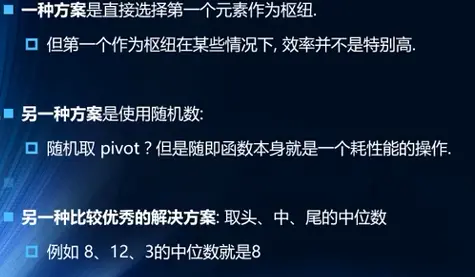 一种方案是直接选择第一个元素作为枢纽.
但第一个作为枢纽在某些情况下, 效率并不是特别高.
另一种方案是使用随机数:
随机取 pivot？但是随即函数本身就是一个耗性能的操作.
另一种比较优秀的解决方案: 取头、中、尾的中位数
例如 8、12、3的中位数就是8